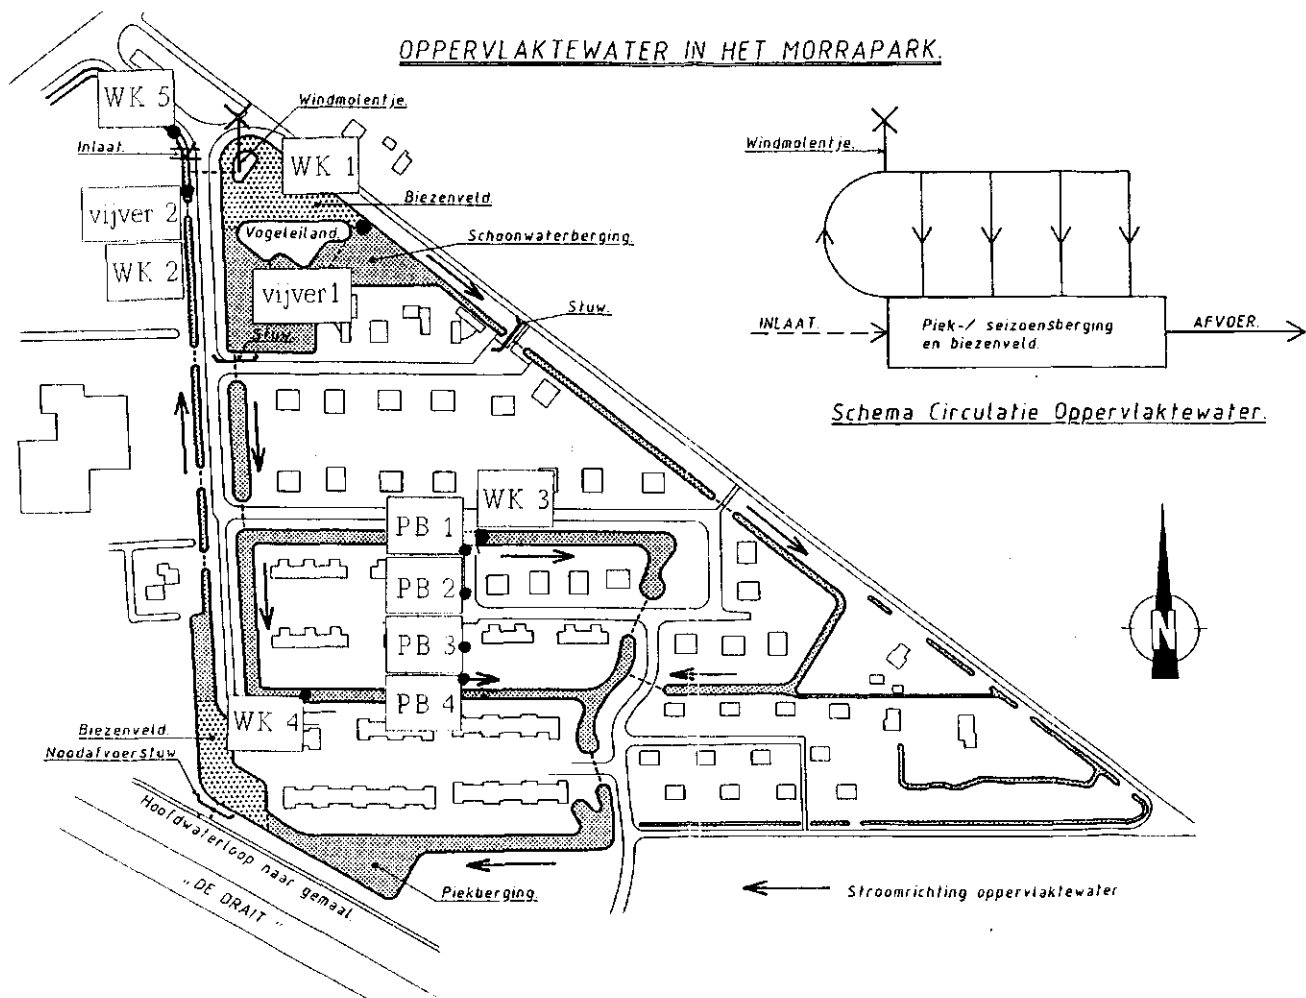 OPPERVLAKTEWATER IN HET MORRAPARK.
WK 5
Windmolentje.
Inlaat.
WK 1
Windmolentje.
vijver 2
Biezenveld.
Vogeleiland.
Schoonwaterberging.
WK 2
vijver1
Stuw.
Stuw.
INLAAT.
Piek-/ seizoensberging
en biezenveld.
AFVOER.
Schema Circulatie Oppervlaktewater.
WK 3
PB 1
PB 2
PB 3
PB 4
N
WK 4
Biezenveld.
Noodafvoerstuw
Hoofdwaterloop naar gemaal.
„DE DRAIT„
Piekberging.
Stroomrichting oppervlaktewater